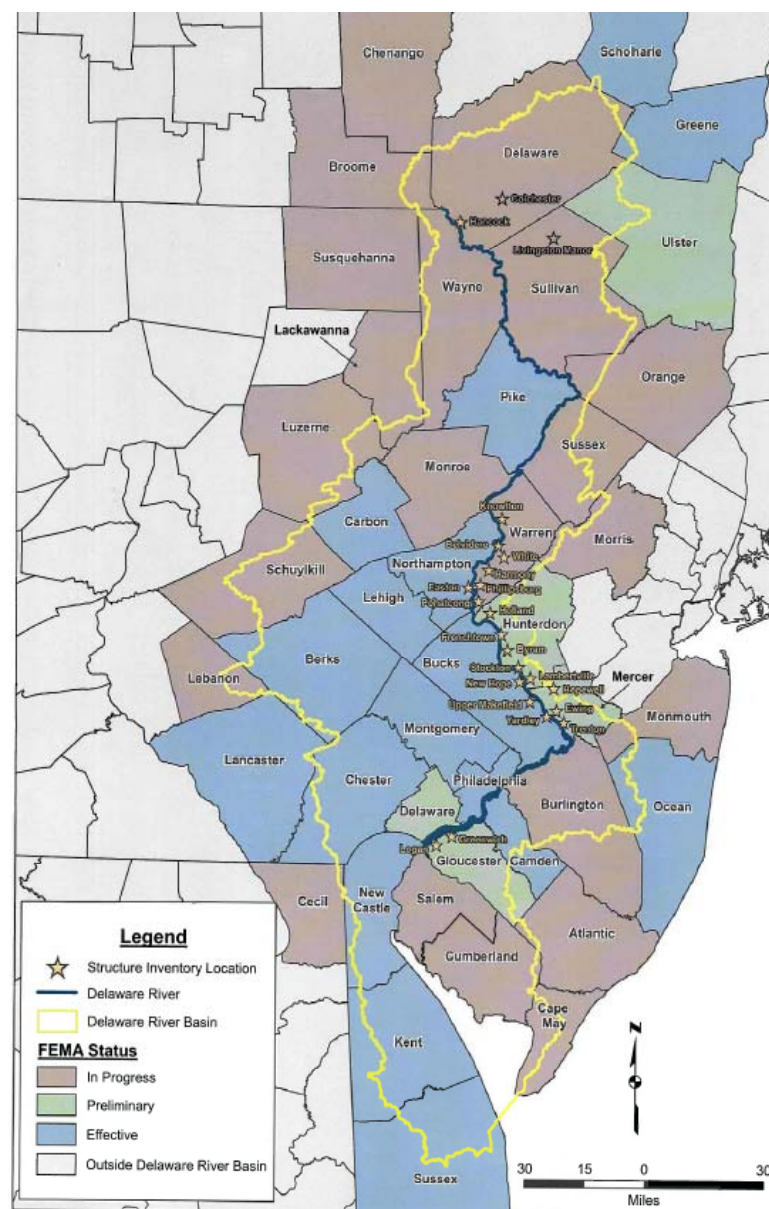 Chenango
Schoharie
Greene
Delaware
Broome
Colchester
Hancock
Livingston Manor
Ulster
Susquehanna
Wayne
Sullivan
Lackawanna
Orange
Pike
Luzerne
Sussex
Monroe
Knowlton
Carbon
Warren
Morris
Belvidere
White
Northampton
Schuylkill
Harmony
Easton
Phillipsburg
Lehigh
Pohatcong
Holland
Hunterdon
Frenchtown
Byram
Berks
Bucks
Stockton
Lebanon
Lambertville
Mercer
New Hope
Hopewell
Upper Makefield
Ewing
Monmouth
Yardley
Trenton
Montgomery
Lancaster
Chester
Philadelphia
Burlington
Ocean
Delaware
Greenwich
Logan
Gloucester
Camden
Cecil
New
Castle
Salem
Atlantic
Cumberland
Cape
May
Kent
Sussex
Legend
Structure Inventory Location
Delaware River
Delaware River Basin
FEMA Status
In Progress
Preliminary
Effective
Outside Delaware River Basin
N
30 15 0 30
Miles